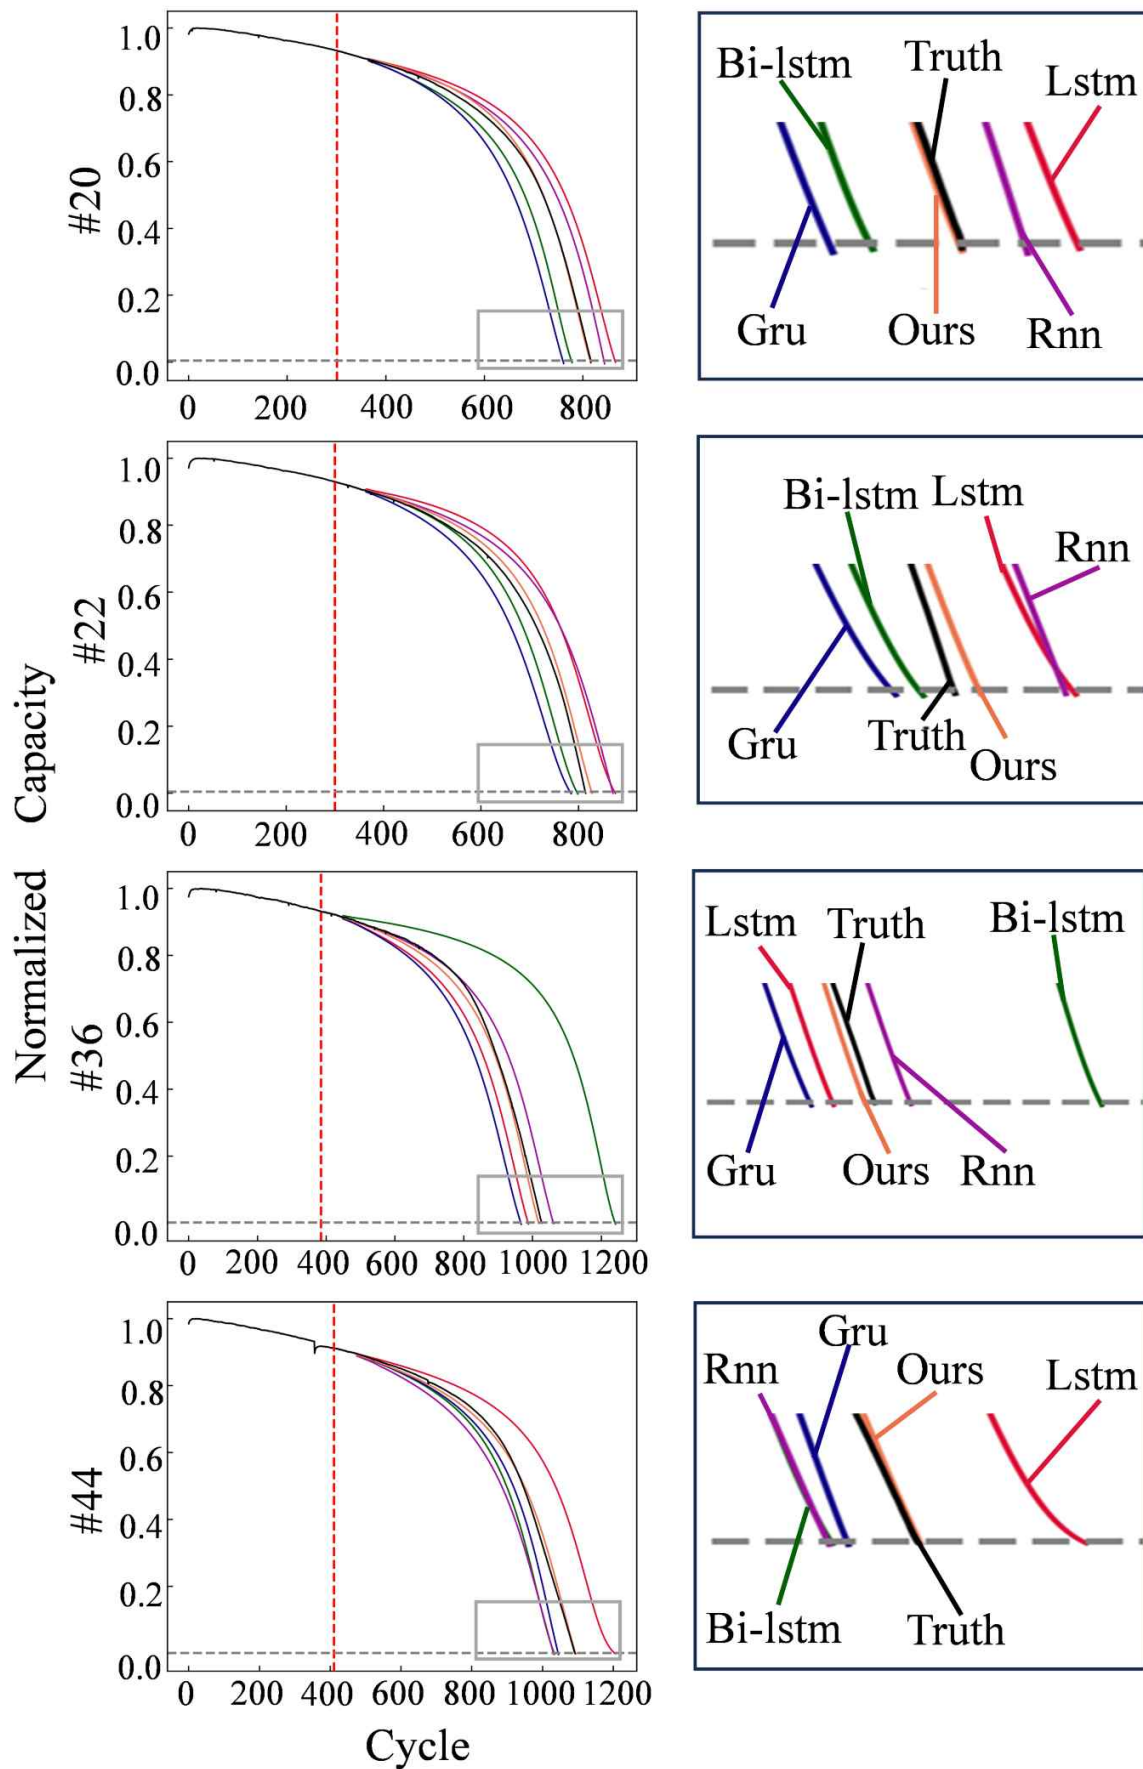 Normalized Capacity
#20
1.0
0.8
0.6
0.4
0.2
0.0
0 200 400 600 800
Bi-lstm Truth Lstm
Gru Ours Rnn
#22
1.0
0.8
0.6
0.4
0.2
0.0
0 200 400 600 800
Bi-lstm Lstm Rnn
Gru Truth Ours
#36
1.0
0.8
0.6
0.4
0.2
0.0
0 200 400 600 800 1000 1200
Lstm Truth Bi-lstm
Gru Ours Rnn
#44
1.0
0.8
0.6
0.4
0.2
0.0
0 200 400 600 800 1000 1200
Rnn Gru Ours Lstm
Bi-lstm Truth
Cycle